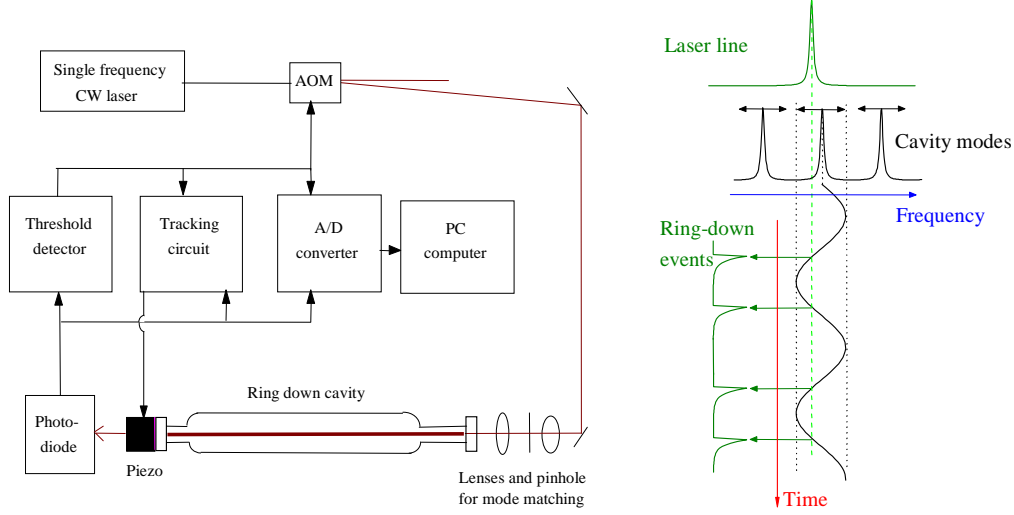 Single frequency
CW laser
AOM
Threshold
detector
Tracking
circuit
A/D
converter
PC
computer
Ring down cavity
Photo-
diode
Piezo
Lenses and pinhole
for mode matching
Laser line
Cavity modes
Frequency
Ring-down
events
Time